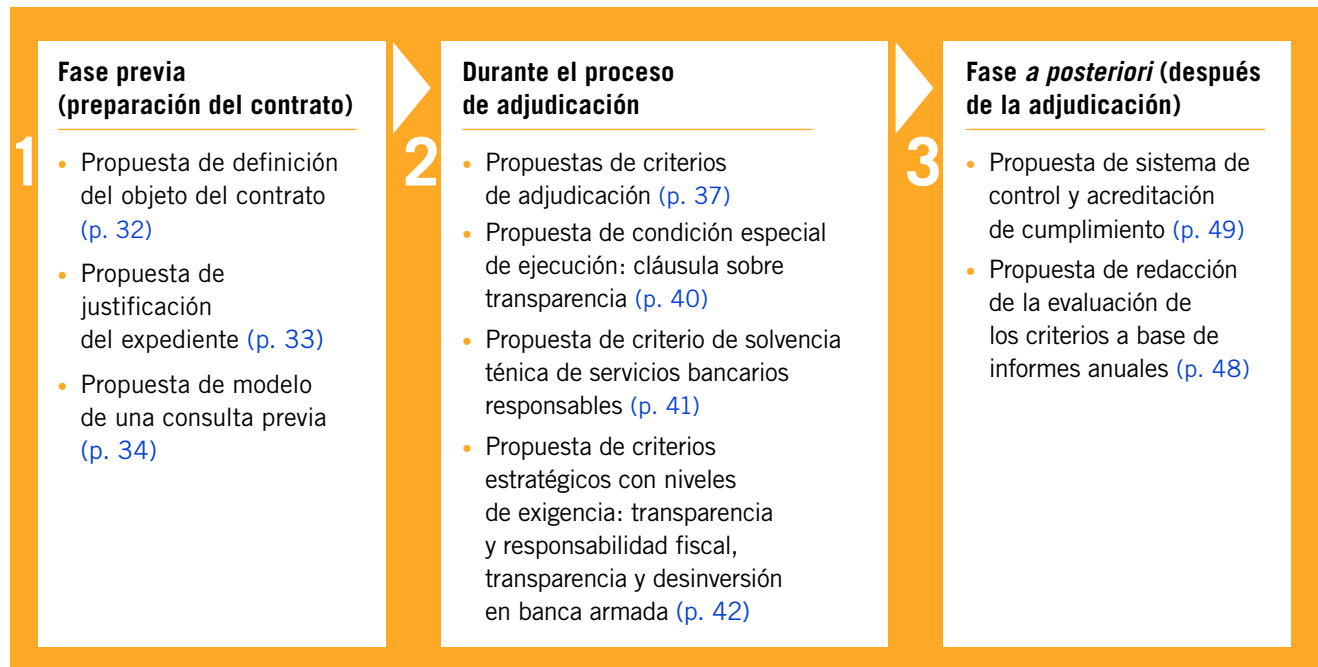 1
Fase previa
(preparación del contrato)
• Propuesta de definición
del objeto del contrato
(p. 32)
• Propuesta de
justificación
del expediente (p. 33)
• Propuesta de modelo
de una consulta previa
(p. 34)
2
Durante el proceso
de adjudicación
• Propuestas de criterios
de adjudicación (p. 37)
• Propuesta de condición especial
de ejecución: cláusula sobre
transparencia (p. 40)
• Propuesta de criterio de solvencia
ténica de servicios bancarios
responsables (p. 41)
• Propuesta de criterios
estratégicos con niveles
de exigencia: transparencia
y responsabilidad fiscal,
transparencia y desinversión
en banca armada (p. 42)
3
Fase a posteriori (después
de la adjudicación)
• Propuesta de sistema de
control y acreditación
de cumplimiento (p. 49)
• Propuesta de redacción
de la evaluación de
los criterios a base de
informes anuales (p. 48)